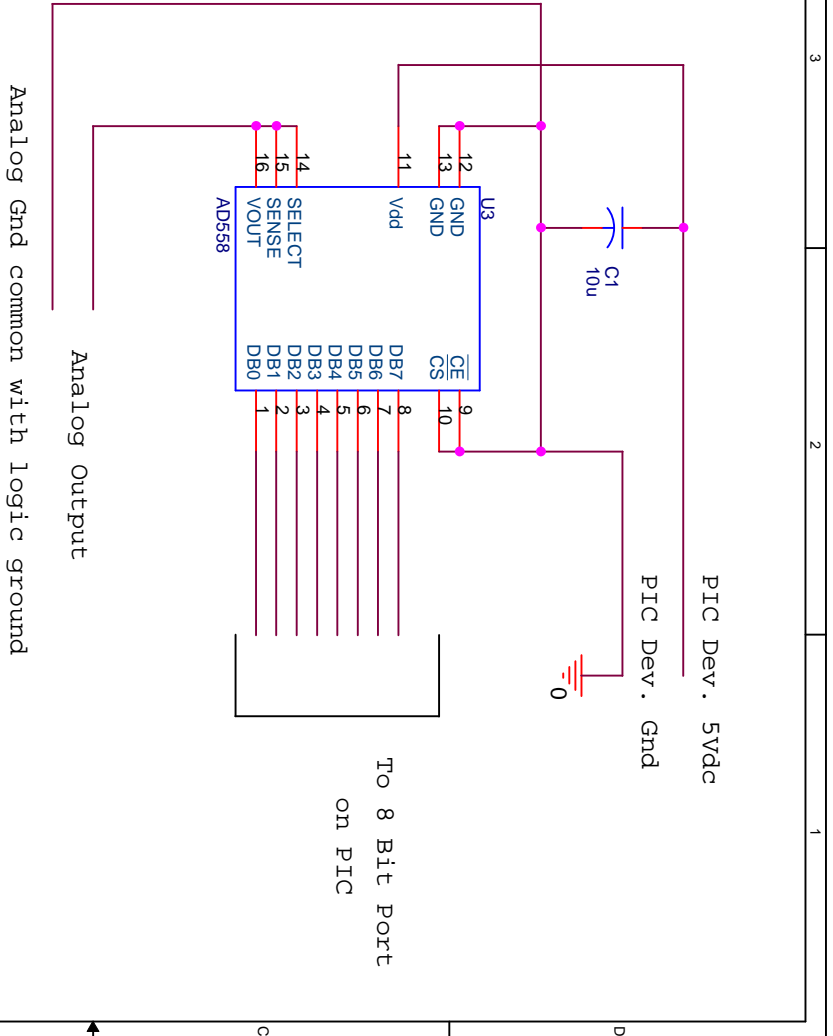 3
2
1
D
C
PIC Dev. 5Vdc
PIC Dev. Gnd
0
C1
10u
U3
12
GND
13
GND
11
Vdd
14
SELECT
15
SENSE
16
VOUT
CE
9
CS
10
DB7
8
DB6
7
DB5
6
DB4
5
DB3
4
DB2
3
DB1
2
DB0
1
AD558
To 8 Bit Port
on PIC
Analog Output
Analog Gnd common with logic ground